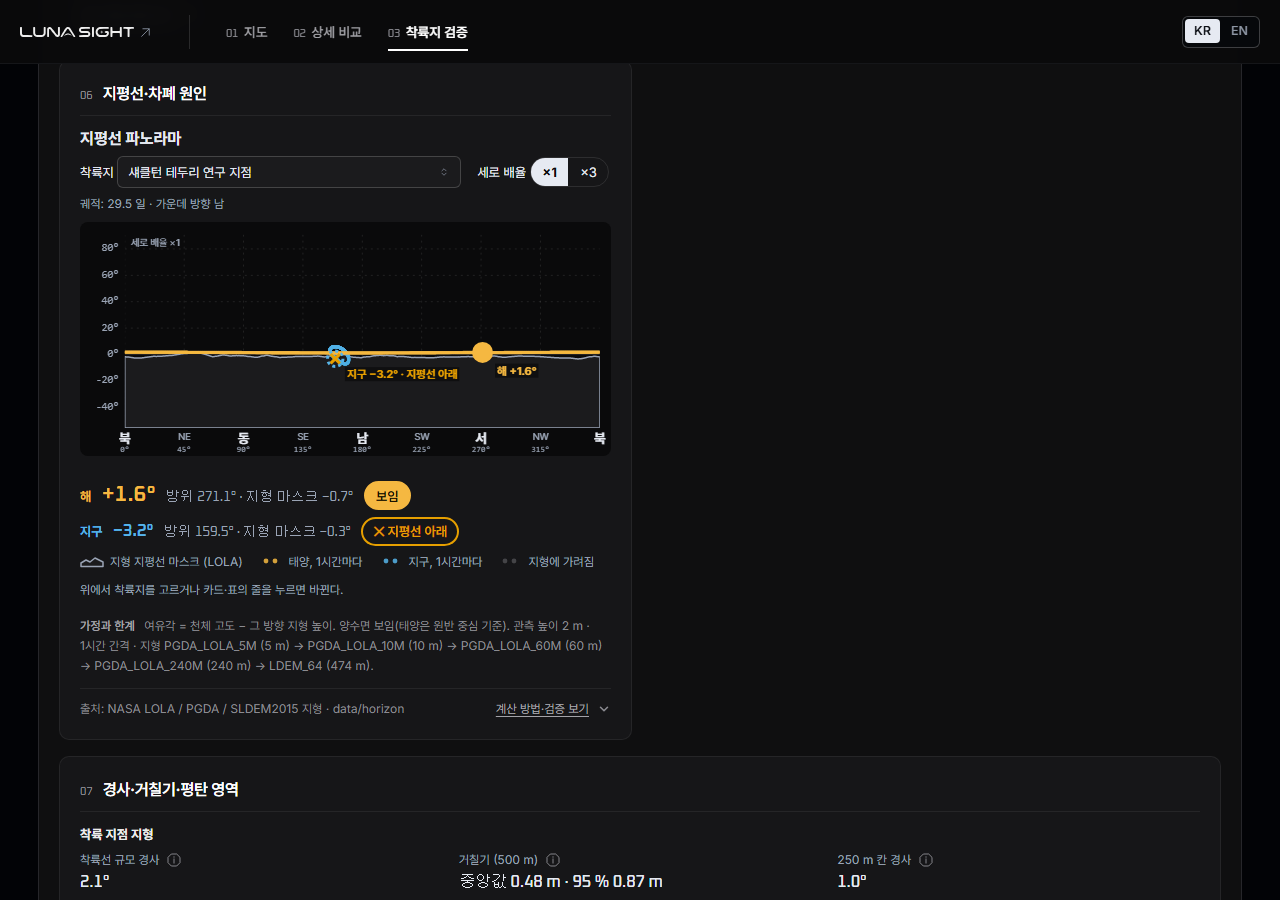 LUNA SIGHT
01 지도
02 상세 비교
03 착륙지 검증
KR
EN
06 지평선·차폐 원인
지평선 파노라마
착륙지
섀클턴 테두리 연구 지점
세로 배율
×1
×3
궤적: 29.5 일 · 가운데 방향 남
세로 배율 ×1
80°
60°
40°
20°
0°
-20°
-40°
지구 −3.2° · 지평선 아래
해 +1.6°
북 NE 동 SE 남 SW 서 NW 북
0° 45° 90° 135° 180° 225° 270° 315°
해 +1.6° 방위 271.1° · 지형 마스크 −0.7° 보임
지구 −3.2° 방위 159.5° · 지형 마스크 −0.3° 지평선 아래
지형 지평선 마스크 (LOLA)
태양, 1시간마다
지구, 1시간마다
지형에 가려짐
위에서 착륙지를 고르거나 카드·표의 줄을 누르면 바뀐다.
가정과 한계 여유각 = 천체 고도 − 그 방향 지형 높이. 양수면 보임(태양은 원반 중심 기준). 관측 높이 2 m ·
1시간 간격 · 지형 PGDA_LOLA_5M (5 m) → PGDA_LOLA_10M (10 m) → PGDA_LOLA_60M (60 m)
→ PGDA_LOLA_240M (240 m) → LDEM_64 (474 m).
출처: NASA LOLA / PGDA / SLDEM2015 지형 · data/horizon
계산 방법·검증 보기
07 경사·거칠기·평탄 영역
착륙 지점 지형
착륙선 규모 경사
2.1°
거칠기 (500 m)
중앙값 0.48 m · 95 % 0.87 m
250 m 칸 경사
1.0°